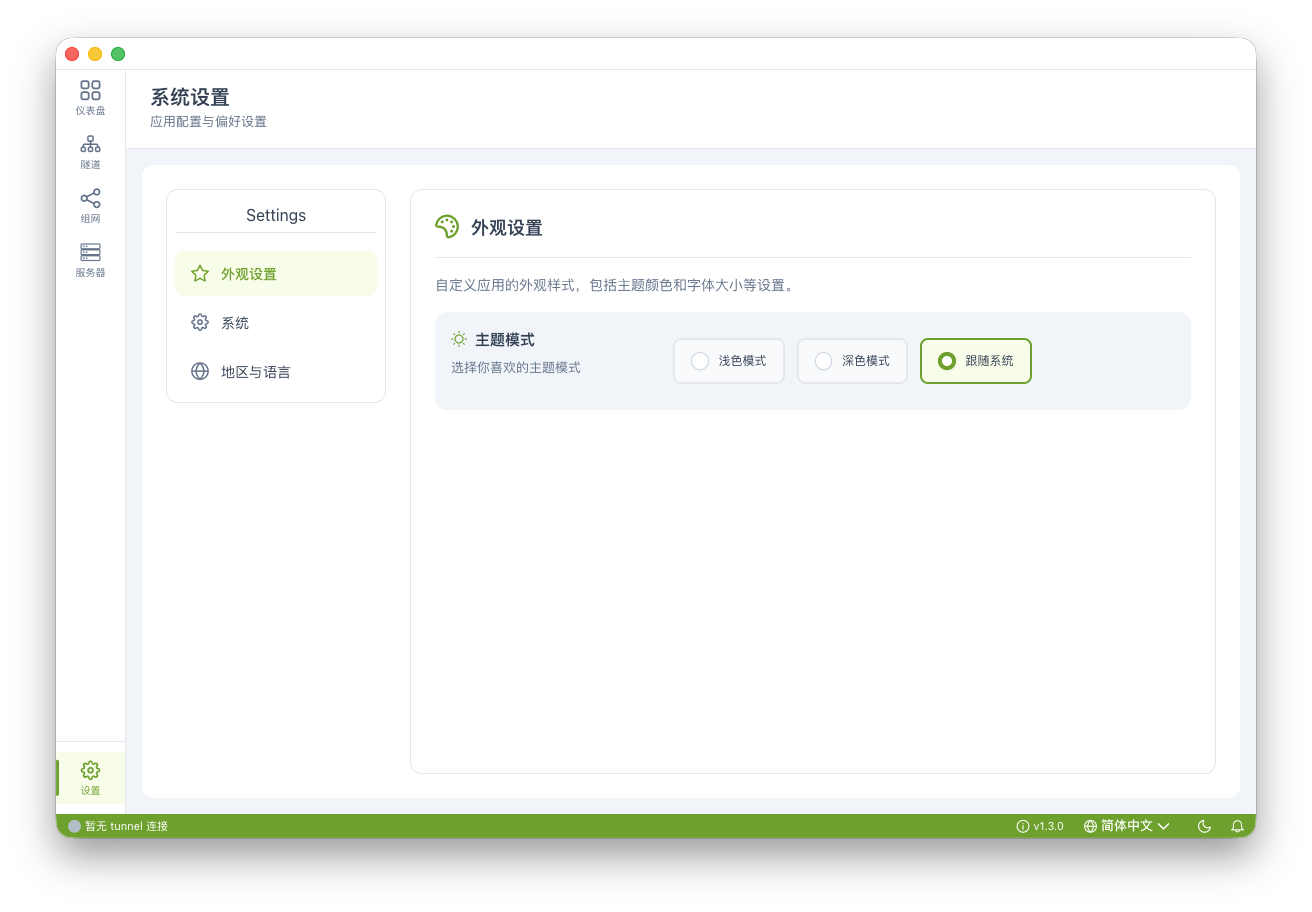 仪表盘
隧道
组网
服务器
设置
系统设置
应用配置与偏好设置
Settings
外观设置
系统
地区与语言
外观设置
自定义应用的外观样式，包括主题颜色和字体大小等设置。
主题模式
选择你喜欢的主题模式
浅色模式
深色模式
跟随系统
暂无 tunnel 连接
v1.3.0
简体中文